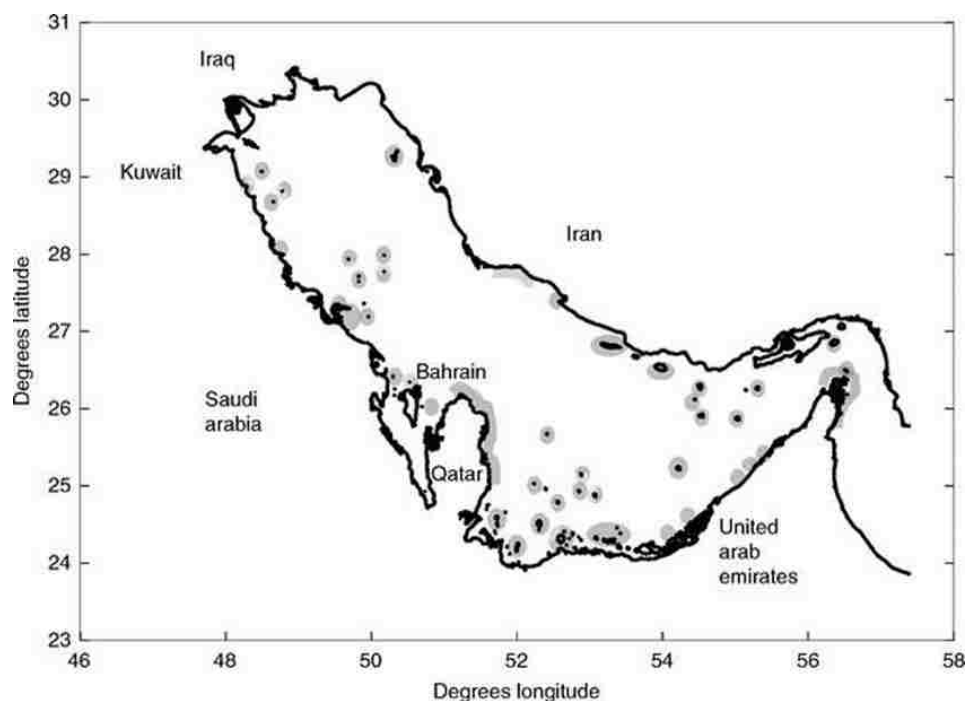 31
30
29
28
27
26
25
24
23
Degrees latitude
Iraq
Kuwait
Iran
Bahrain
Saudi
arabia
Qatar
United
arab
emirates
46
48
50
52
54
56
58
Degrees longitude